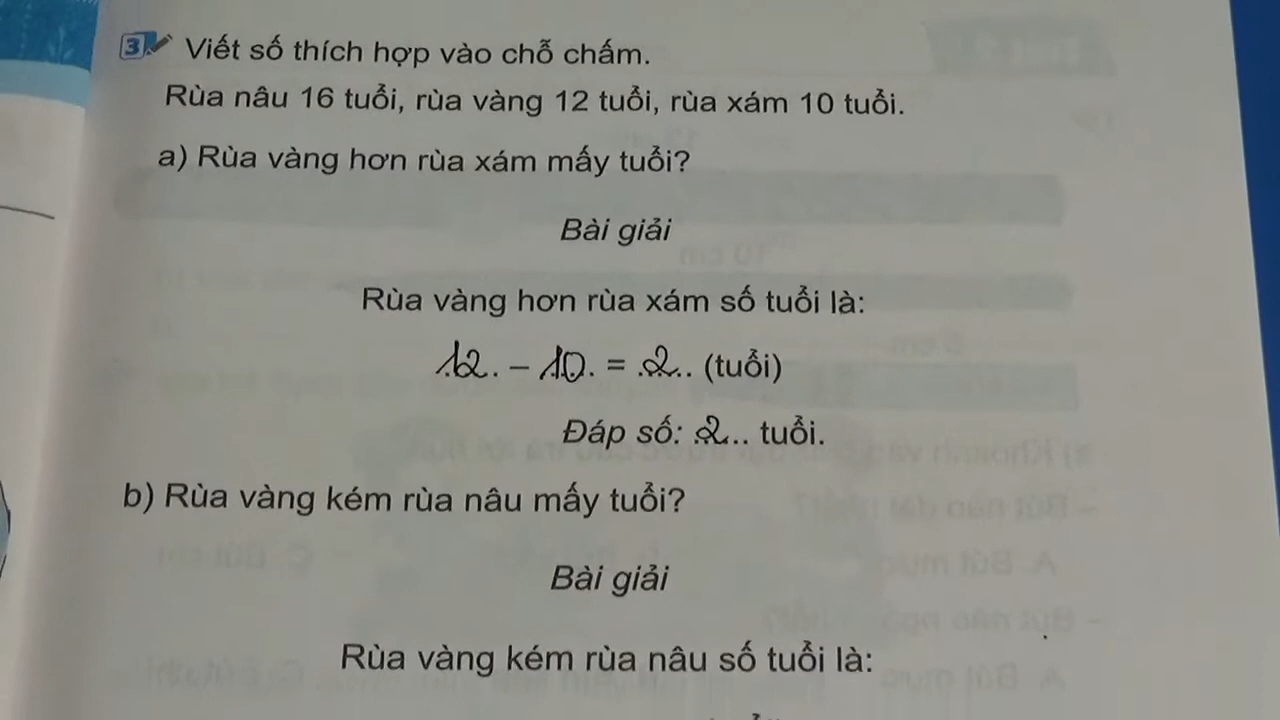 3 Viết số thích hợp vào chỗ chấm.
Rùa nâu 16 tuổi, rùa vàng 12 tuổi, rùa xám 10 tuổi.
a) Rùa vàng hơn rùa xám mấy tuổi?
Bài giải
Rùa vàng hơn rùa xám số tuổi là:
12 – 10 = 2 (tuổi)
Đáp số: 2 tuổi.
b) Rùa vàng kém rùa nâu mấy tuổi?
Bài giải
Rùa vàng kém rùa nâu số tuổi là: